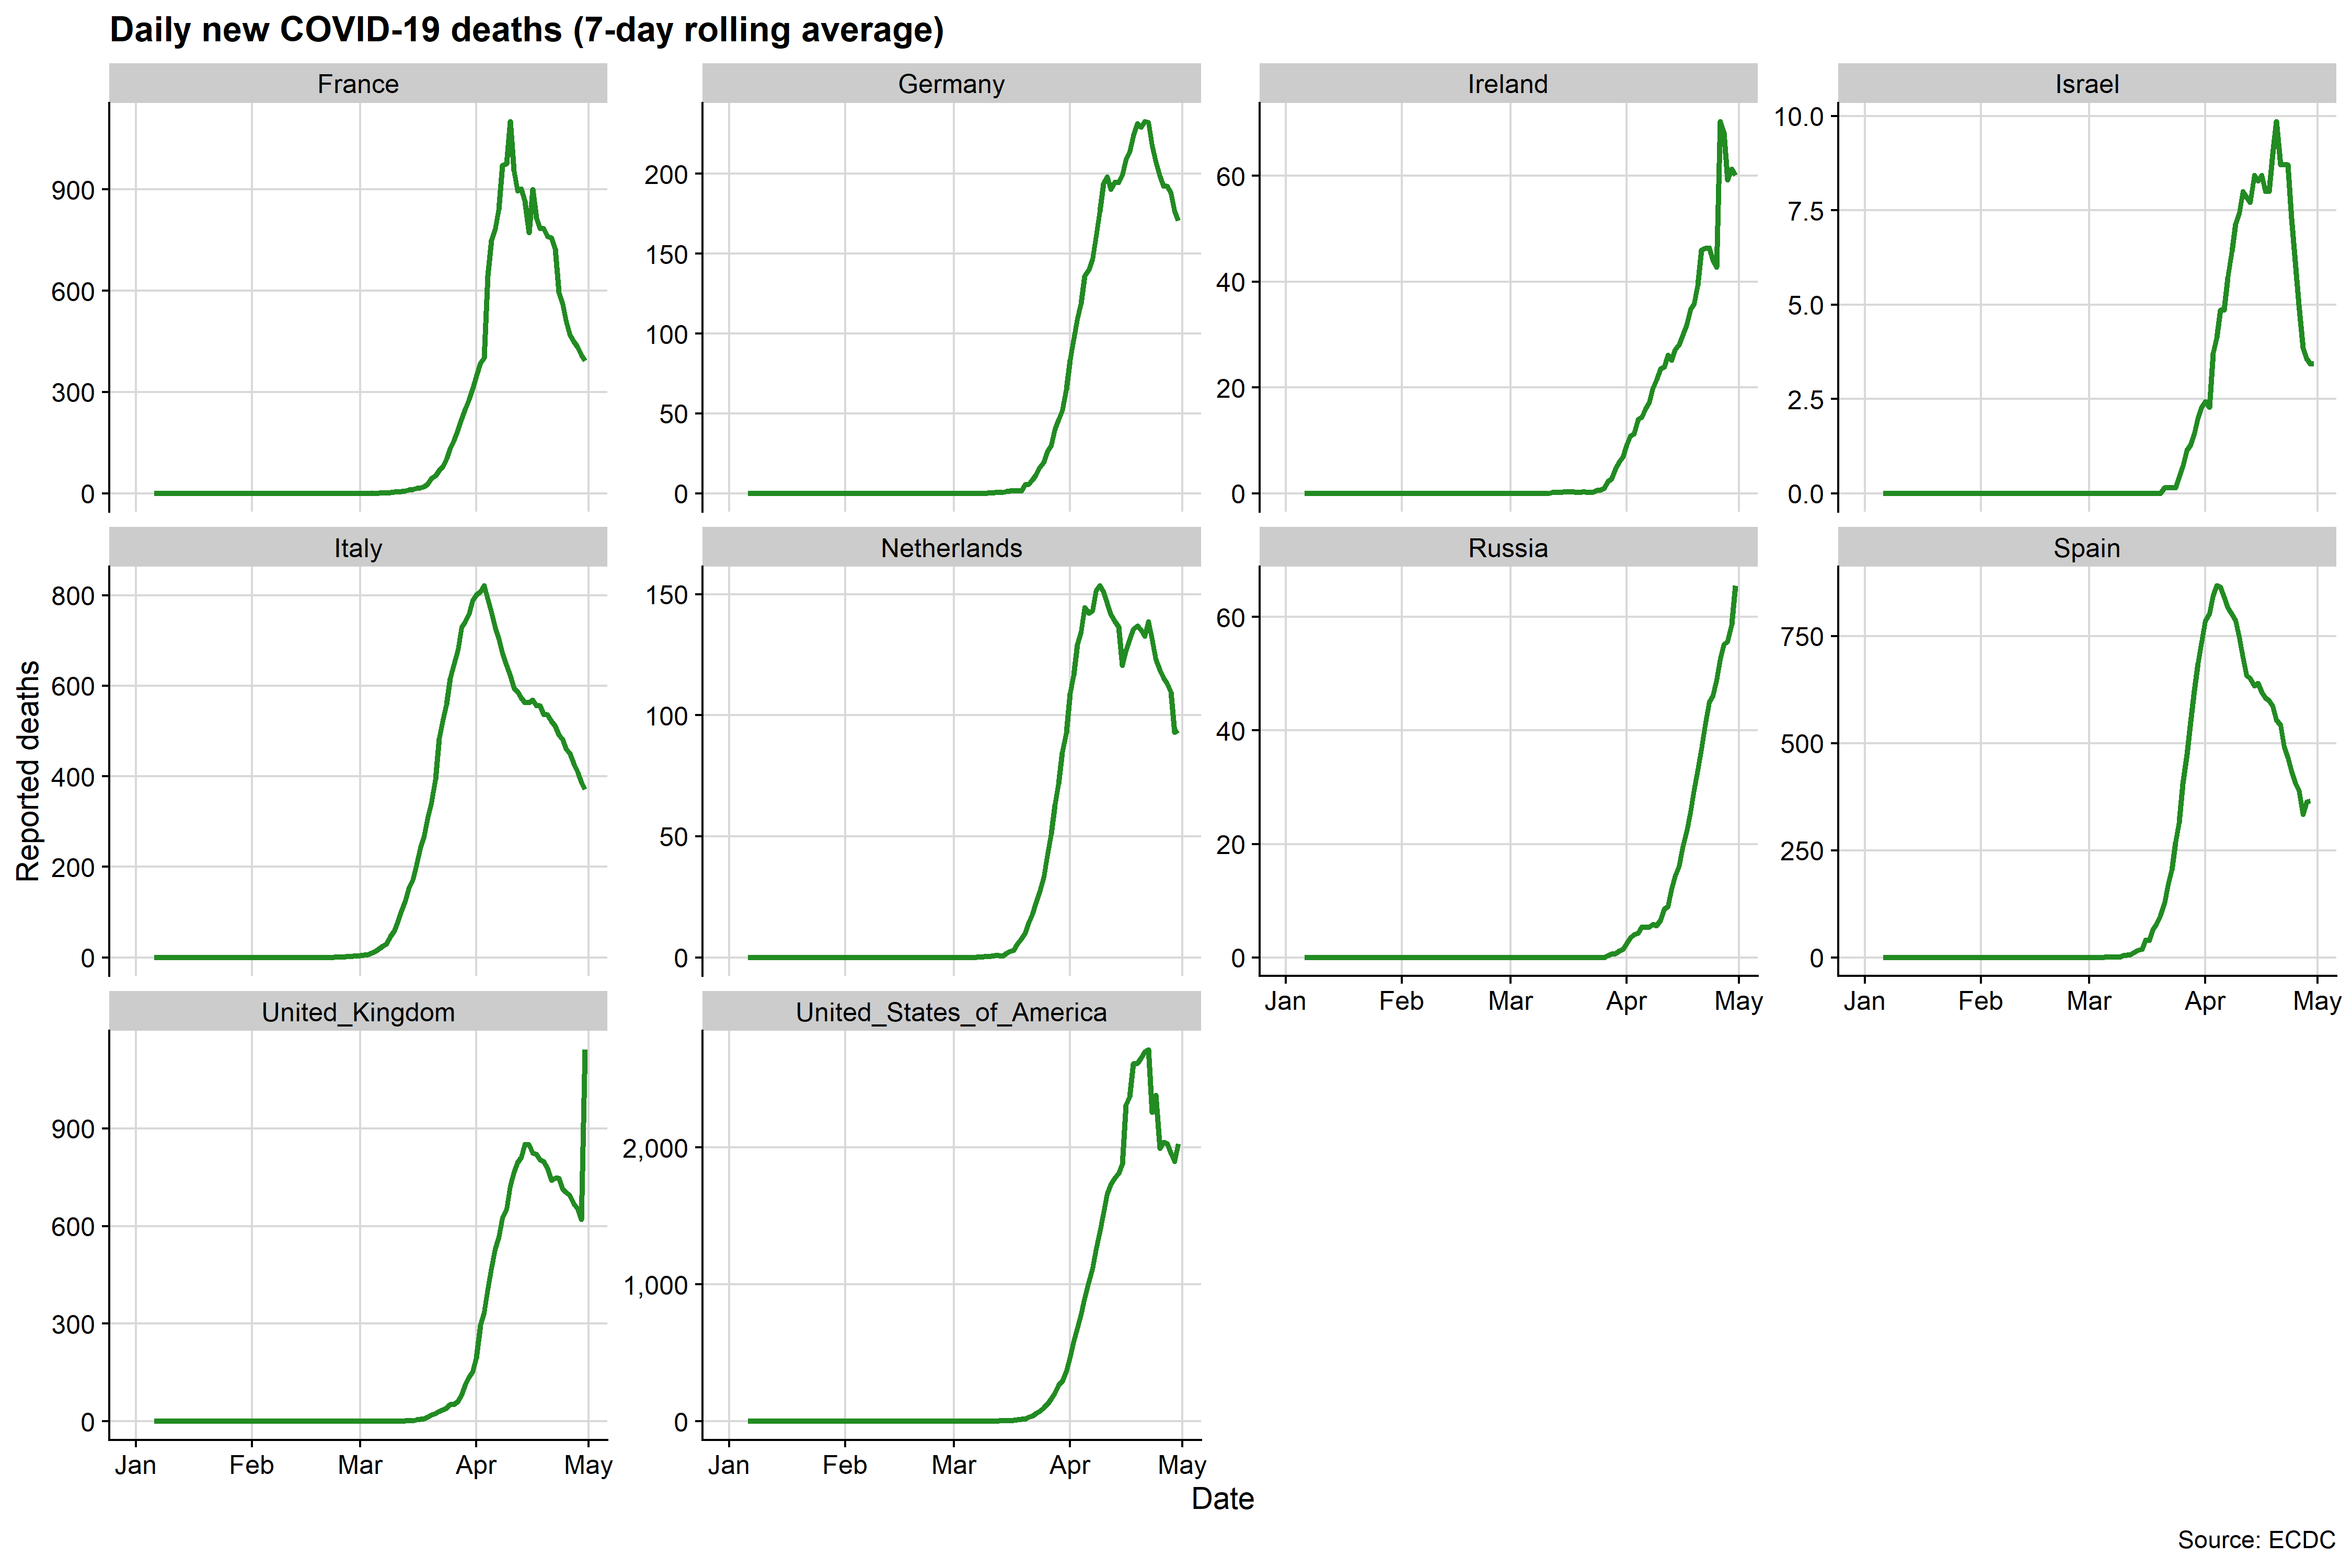 Daily new COVID-19 deaths (7-day rolling average)
France
Germany
Ireland
Israel
900
600
300
0
200
150
100
50
0
60
40
20
0
10.0
7.5
5.0
2.5
0.0
Italy
Netherlands
Russia
Spain
800
600
400
200
0
150
100
50
0
60
40
20
0
750
500
250
0
Jan Feb Mar Apr May
Jan Feb Mar Apr May
United_Kingdom
United_States_of_America
900
600
300
0
2,000
1,000
0
Jan Feb Mar Apr May
Jan Feb Mar Apr May
Reported deaths
Date
Source: ECDC